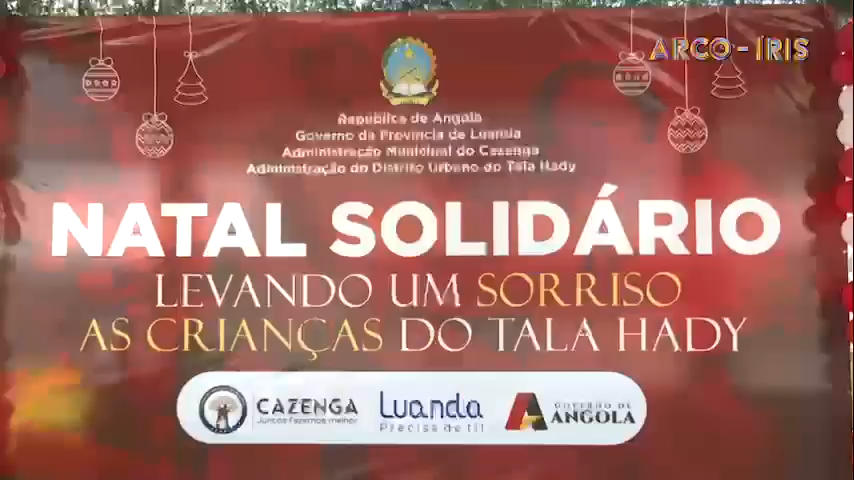 ARCO-ÍRIS
República de Angola
Governo da Província de Luanda
Administração Municipal do Cazenga
Administração do Distrito Urbano do Tala Hady
NATAL SOLIDÁRIO
LEVANDO UM SORRISO
AS CRIANÇAS DO TALA HADY
CAZENGA
Juntos fazemos melhor
Luanda
Precisa de ti!
GOVERNO DE
ANGOLA